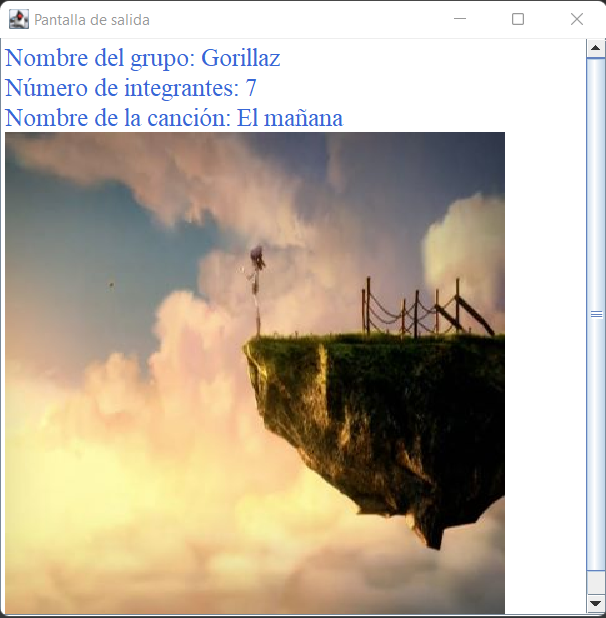 Pantalla de salida
Nombre del grupo: Gorillaz
Número de integrantes: 7
Nombre de la canción: El mañana